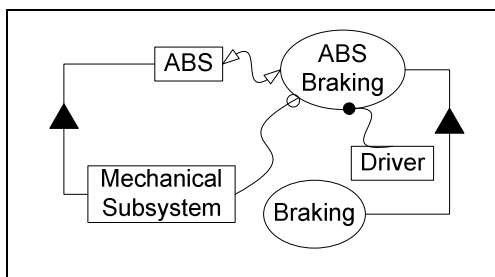 ABS
ABS
Braking
Driver
Mechanical
Subsystem
Braking